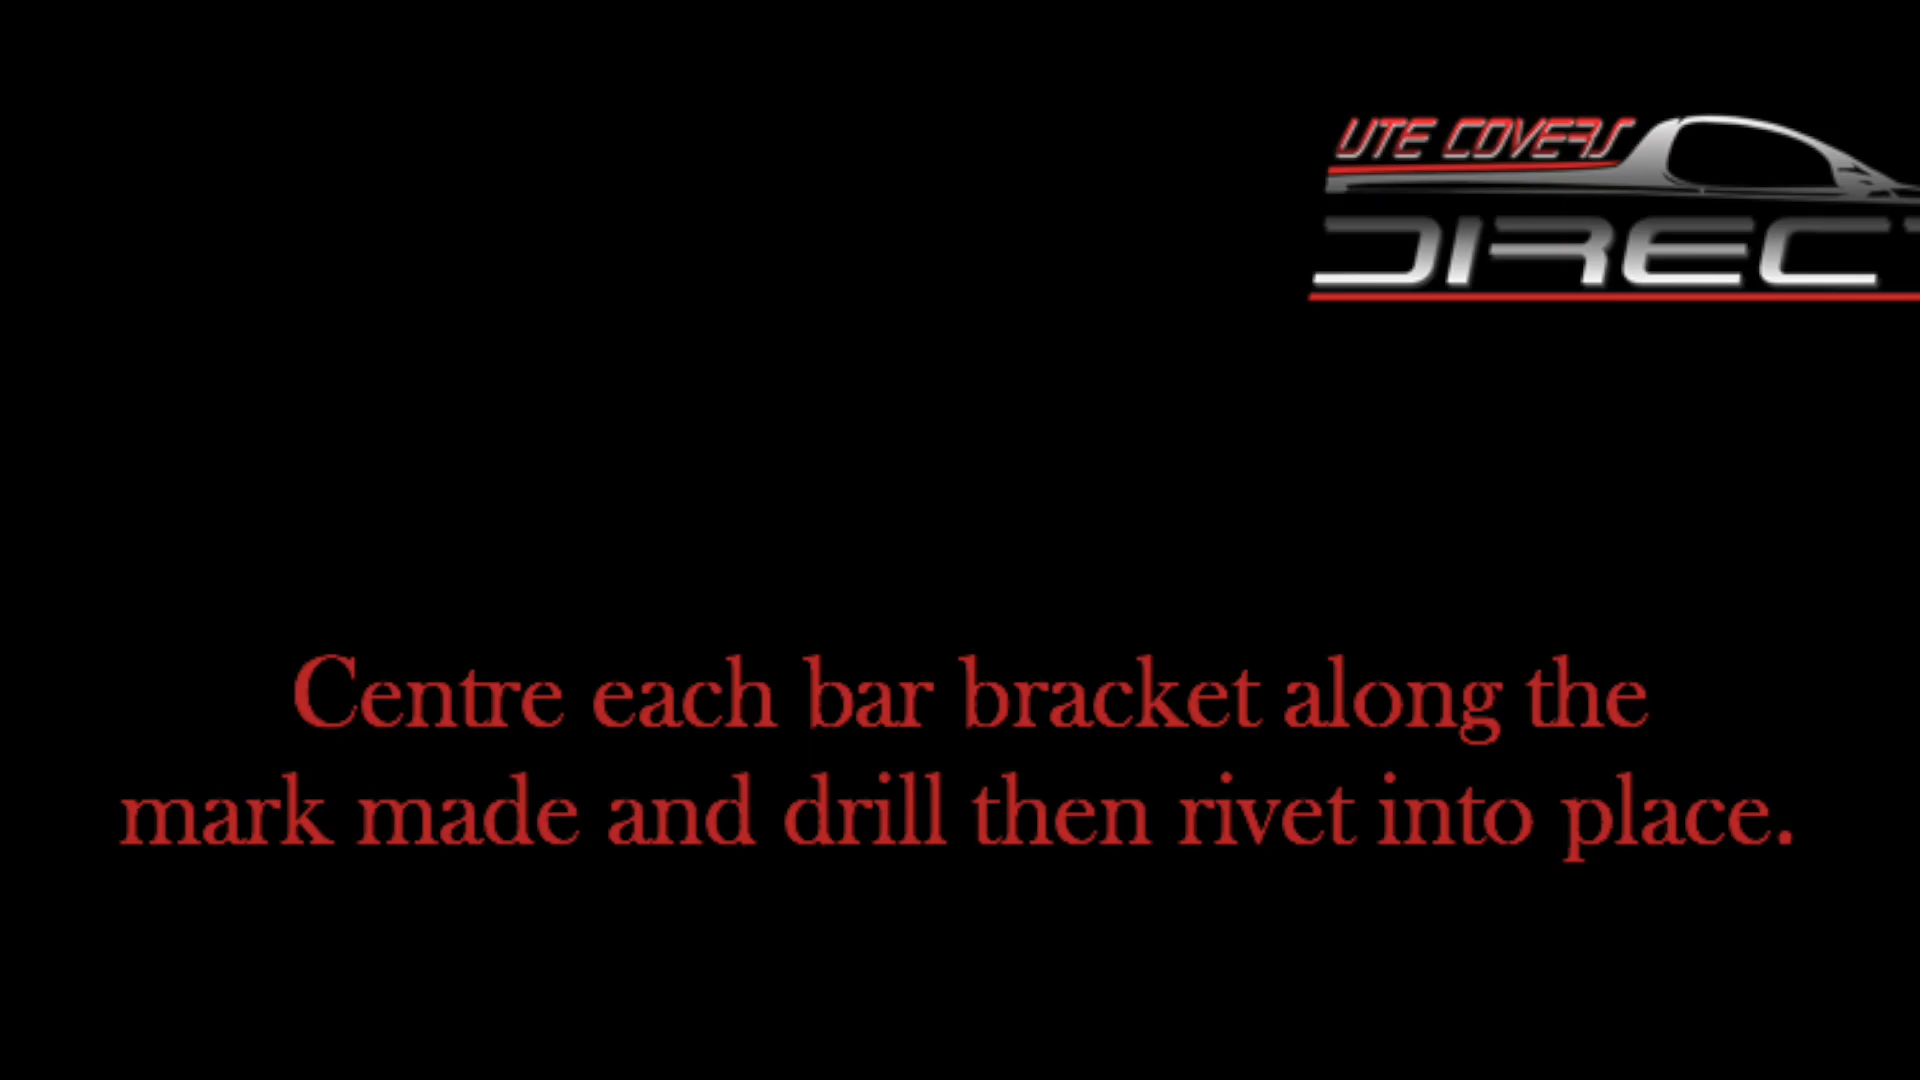 UTE COVERS
DIRECT
Centre each bar bracket along the
mark made and drill then rivet into place.